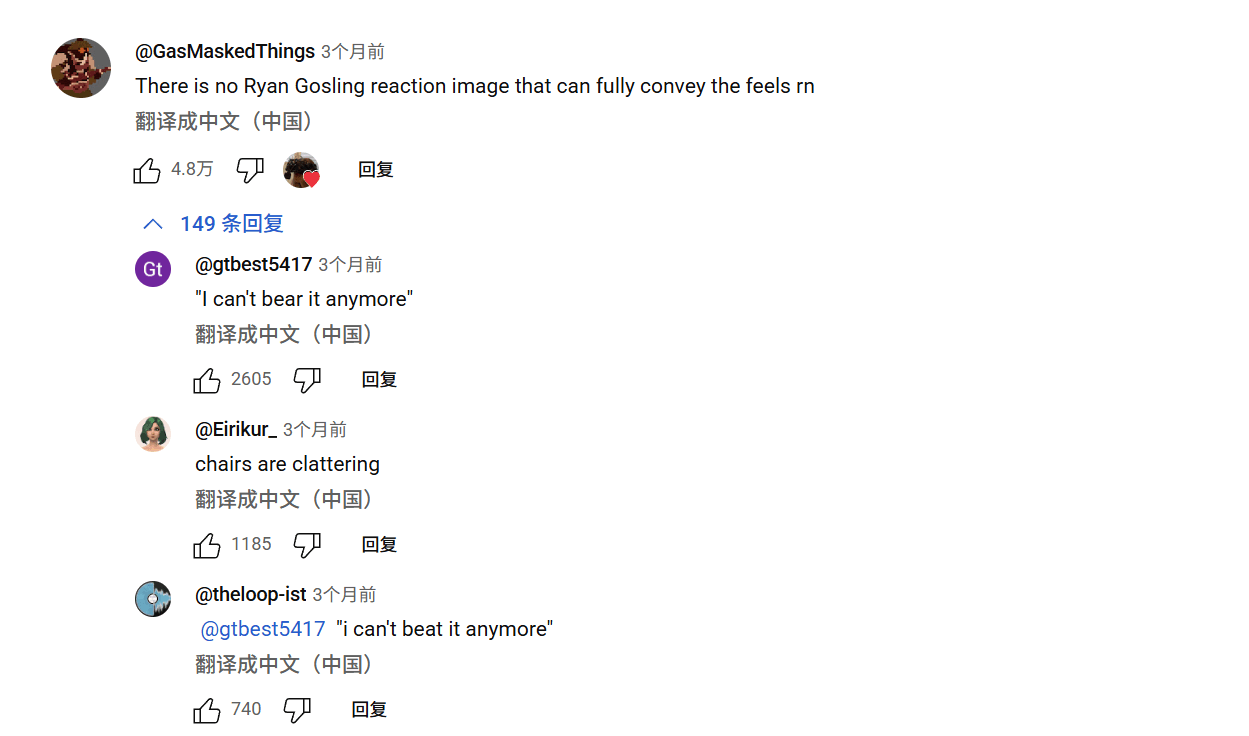 @GasMaskedThings 3个月前
There is no Ryan Gosling reaction image that can fully convey the feels rn
翻译成中文（中国）
4.8万 回复
149 条回复
Gt @gtbest5417 3个月前
"I can't bear it anymore"
翻译成中文（中国）
2605 回复
@Eirikur_ 3个月前
chairs are clattering
翻译成中文（中国）
1185 回复
@theloop-ist 3个月前
@gtbest5417 "i can't beat it anymore"
翻译成中文（中国）
740 回复